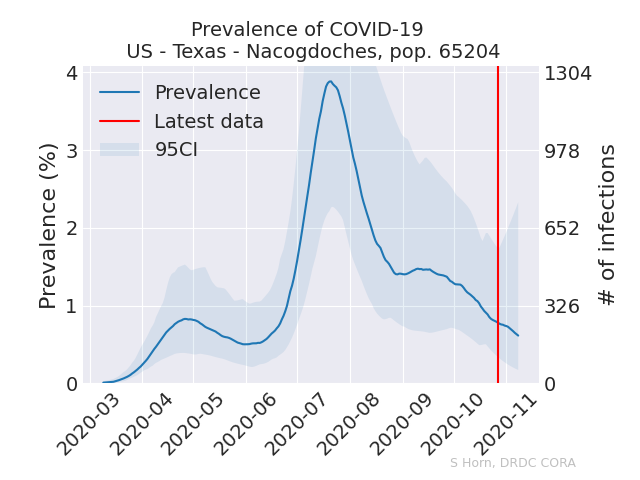 Prevalence of COVID-19
US - Texas - Nacogdoches, pop. 65204
Prevalence (%)
4
3
2
1
0
Prevalence
Latest data
95CI
1304
978
652
326
0
# of infections
2020-03
2020-04
2020-05
2020-06
2020-07
2020-08
2020-09
2020-10
2020-11
S Horn, DRDC CORA